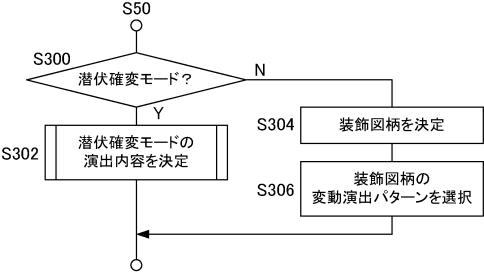 S50
S300
潜伏確変モード？
N
Y
S302
潜伏確変モードの
演出内容を決定
S304
装飾図柄を決定
S306
装飾図柄の
変動演出パターンを選択